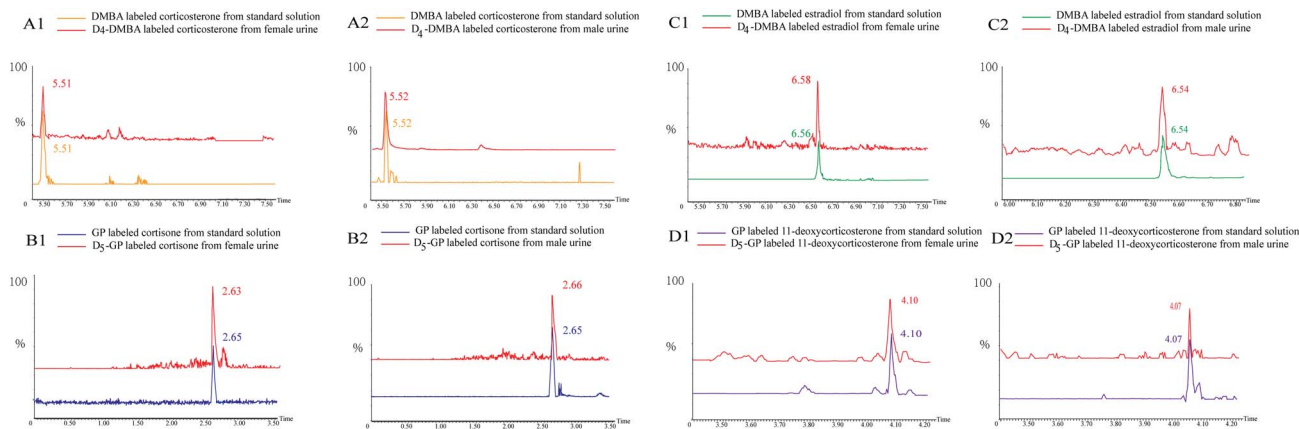 A1
DMBA labeled corticosterone from standard solution
D4-DMBA labeled corticosterone from female urine
100
%
5.51
5.51
5.50 5.70 5.90 6.10 6.30 6.50 6.70 6.90 7.10 7.30 7.50 Time
A2
DMBA labeled corticosterone from standard solution
D4-DMBA labeled corticosterone from male urine
100
%
5.52
5.52
5.50 5.70 5.90 6.10 6.30 6.50 6.70 6.90 7.10 7.30 7.50 Time
C1
DMBA labeled estradiol from standard solution
D4-DMBA labeled estradiol from female urine
100
%
6.58
6.56
5.50 5.70 5.90 6.10 6.30 6.50 6.70 6.90 7.10 7.30 7.50 Time
C2
DMBA labeled estradiol from standard solution
D4-DMBA labeled estradiol from male urine
100
%
6.54
6.54
6.00 6.10 6.20 6.30 6.40 6.50 6.60 6.70 6.80 Time
B1
GP labeled cortisone from standard solution
D5-GP labeled cortisone from female urine
100
%
2.63
2.65
0.0 0.50 1.00 1.50 2.00 2.50 3.00 3.50 Time
B2
GP labeled cortisone from standard solution
D5-GP labeled cortisone from male urine
100
%
2.66
2.65
0.0 0.50 1.00 1.50 2.00 2.50 3.00 3.50 Time
D1
GP labeled 11-deoxycorticosterone from standard solution
D5-GP labeled 11-deoxycorticosterone from female urine
100
%
4.10
4.10
3.50 3.60 3.70 3.80 3.90 4.00 4.10 4.20 Time
D2
GP labeled 11-deoxycorticosterone from standard solution
D5-GP labeled 11-deoxycorticosterone from male urine
100
%
4.07
4.07
3.50 3.60 3.70 3.80 3.90 4.00 4.10 4.20 Time